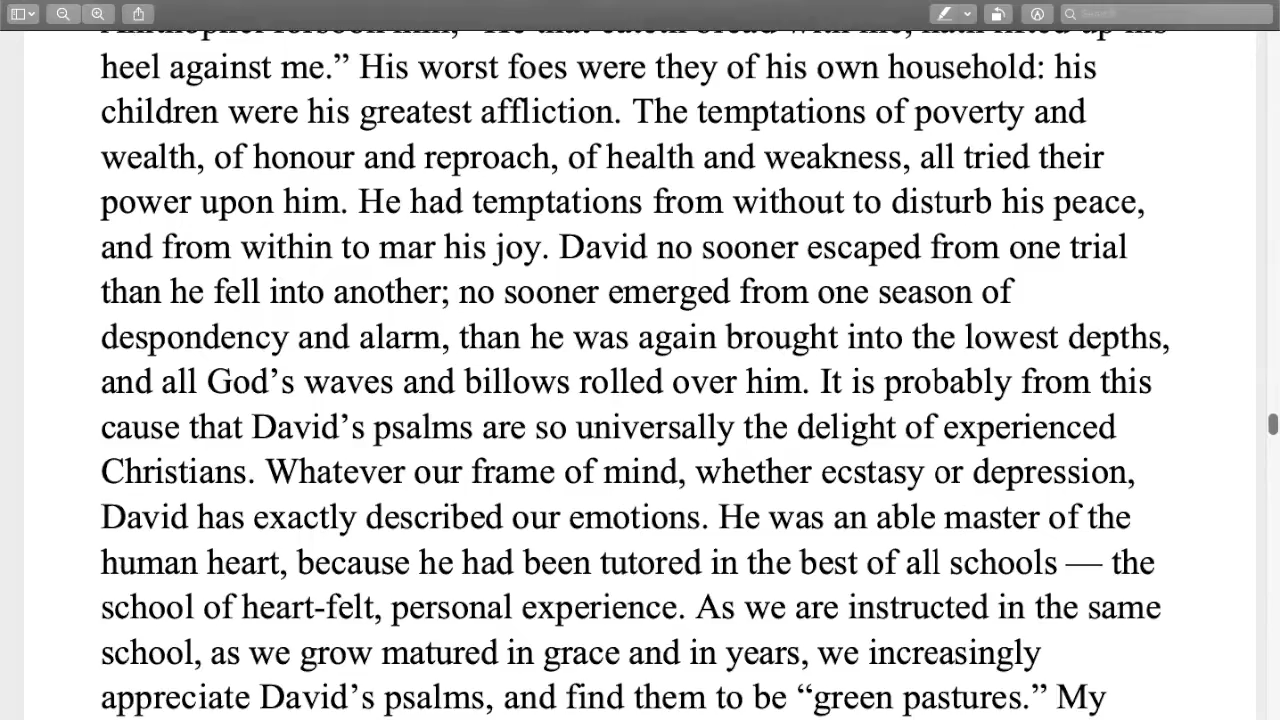 heel against me.” His worst foes were they of his own household: his
children were his greatest affliction. The temptations of poverty and
wealth, of honour and reproach, of health and weakness, all tried their
power upon him. He had temptations from without to disturb his peace,
and from within to mar his joy. David no sooner escaped from one trial
than he fell into another; no sooner emerged from one season of
despondency and alarm, than he was again brought into the lowest depths,
and all God’s waves and billows rolled over him. It is probably from this
cause that David’s psalms are so universally the delight of experienced
Christians. Whatever our frame of mind, whether ecstasy or depression,
David has exactly described our emotions. He was an able master of the
human heart, because he had been tutored in the best of all schools — the
school of heart-felt, personal experience. As we are instructed in the same
school, as we grow matured in grace and in years, we increasingly
appreciate David’s psalms, and find them to be “green pastures.” My